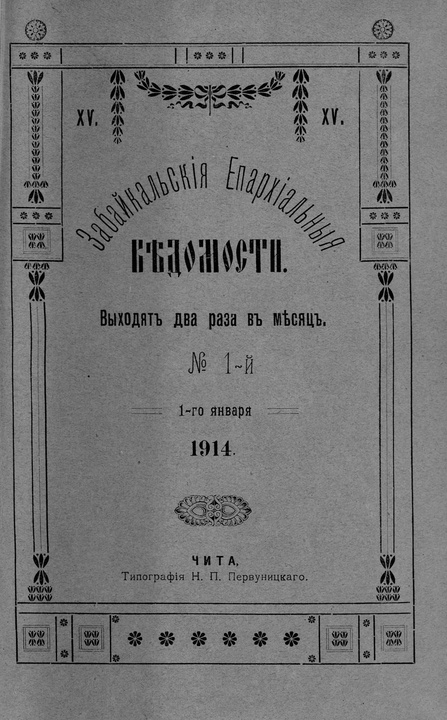 XV. XV.
Забайкальскія Епархіальныя
ВѢДОМОСТИ.
Выходятъ два раза въ мѣсяцъ.
№ 1-й
1-го января
1914.
ЧИТА,
Типографія Н. П. Первуницкаго.